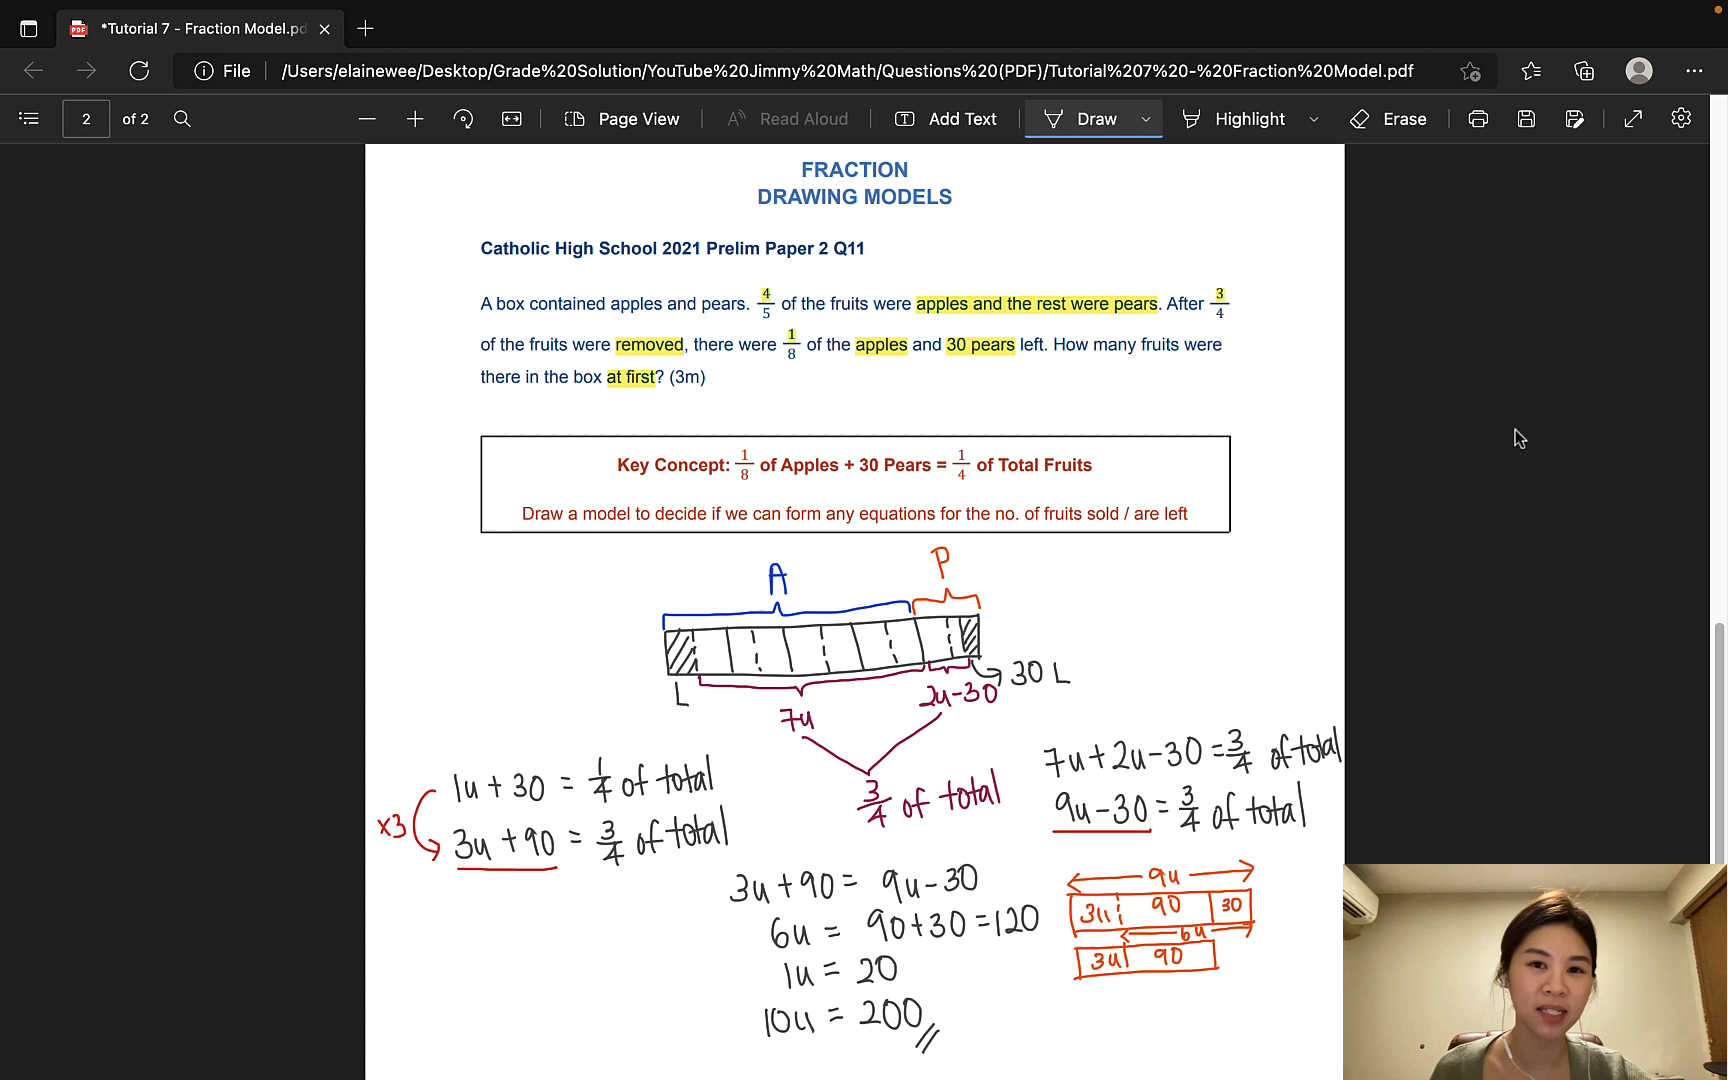 *Tutorial 7 - Fraction Model.pd
File /Users/elainewee/Desktop/Grade%20Solution/YouTube%20Jimmy%20Math/Questions%20(PDF)/Tutorial%207%20-%20Fraction%20Model.pdf
2 of 2 Page View Read Aloud Add Text Draw Highlight Erase
FRACTION
DRAWING MODELS
Catholic High School 2021 Prelim Paper 2 Q11
A box contained apples and pears. 4/5 of the fruits were apples and the rest were pears. After 3/4
of the fruits were removed, there were 1/8 of the apples and 30 pears left. How many fruits were
there in the box at first? (3m)
Key Concept: 1/8 of Apples + 30 Pears = 1/4 of Total Fruits
Draw a model to decide if we can form any equations for the no. of fruits sold / are left
A P
30 L
L 7u 2u-30
3/4 of total
1u + 30 = 1/4 of total
x3
3u + 90 = 3/4 of total
7u+2u-30=3/4 of total
9u-30=3/4 of total
3u+90= 9u-30
6u = 90+30=120
1u = 20
10u = 200
9u
3u 90 30
6u
3u 90